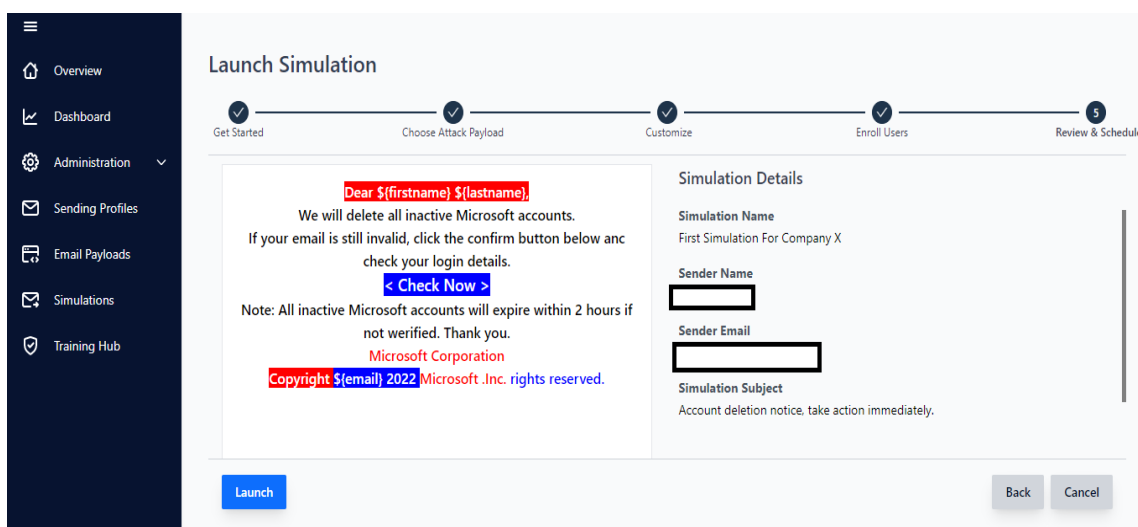 Overview
Dashboard
Administration
Sending Profiles
Email Payloads
Simulations
Training Hub
Launch Simulation
Get Started
Choose Attack Payload
Customize
Enroll Users
5
Review & Schedule
Dear ${firstname} ${lastname},
We will delete all inactive Microsoft accounts.
If your email is still invalid, click the confirm button below anc
check your login details.
< Check Now >
Note: All inactive Microsoft accounts will expire within 2 hours if
not werified. Thank you.
Microsoft Corporation
Copyright ${email} 2022 Microsoft .Inc. rights reserved.
Simulation Details
Simulation Name
First Simulation For Company X
Sender Name
Sender Email
Simulation Subject
Account deletion notice, take action immediately.
Launch
Back
Cancel